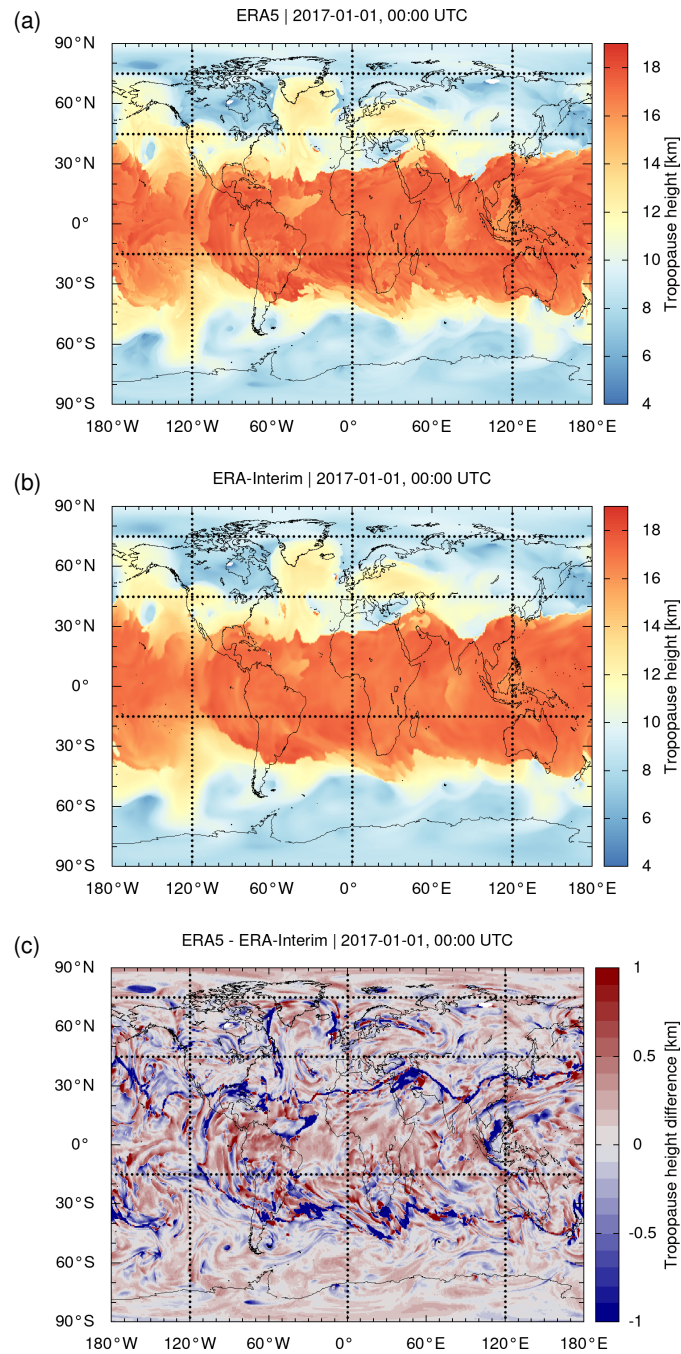 (a)
ERA5 | 2017-01-01, 00:00 UTC
90°N
60°N
30°N
0°
30°S
60°S
90°S
180°W 120°W 60°W 0° 60°E 120°E 180°E
18
16
14
12
10
8
6
4
Tropopause height [km]
(b)
ERA-Interim | 2017-01-01, 00:00 UTC
90°N
60°N
30°N
0°
30°S
60°S
90°S
180°W 120°W 60°W 0° 60°E 120°E 180°E
18
16
14
12
10
8
6
4
Tropopause height [km]
(c)
ERA5 - ERA-Interim | 2017-01-01, 00:00 UTC
90°N
60°N
30°N
0°
30°S
60°S
90°S
180°W 120°W 60°W 0° 60°E 120°E 180°E
1
0.5
0
-0.5
-1
Tropopause height difference [km]